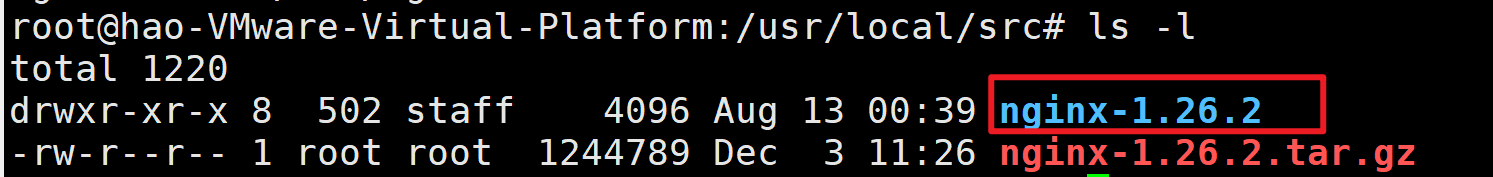 root@hao-VMware-Virtual-Platform:/usr/local/src# ls -l
total 1220
drwxr-xr-x 8  502 staff    4096 Aug 13 00:39 nginx-1.26.2
-rw-r--r-- 1 root root  1244789 Dec  3 11:26 nginx-1.26.2.tar.gz